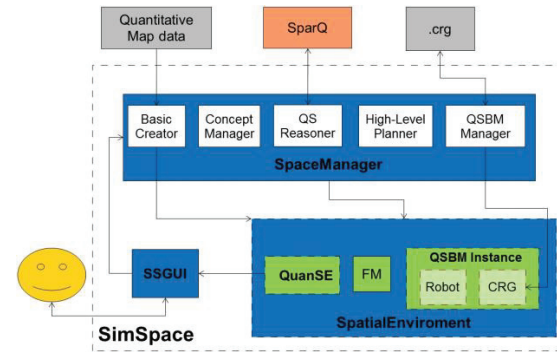 Quantitative
Map data
SparQ
.crg
Basic
Creator
Concept
Manager
QS
Reasoner
High-Level
Planner
QSBM
Manager
SpaceManager
SSGUI
QuanSE
FM
QSBM Instance
Robot
CRG
SpatialEnviroment
SimSpace